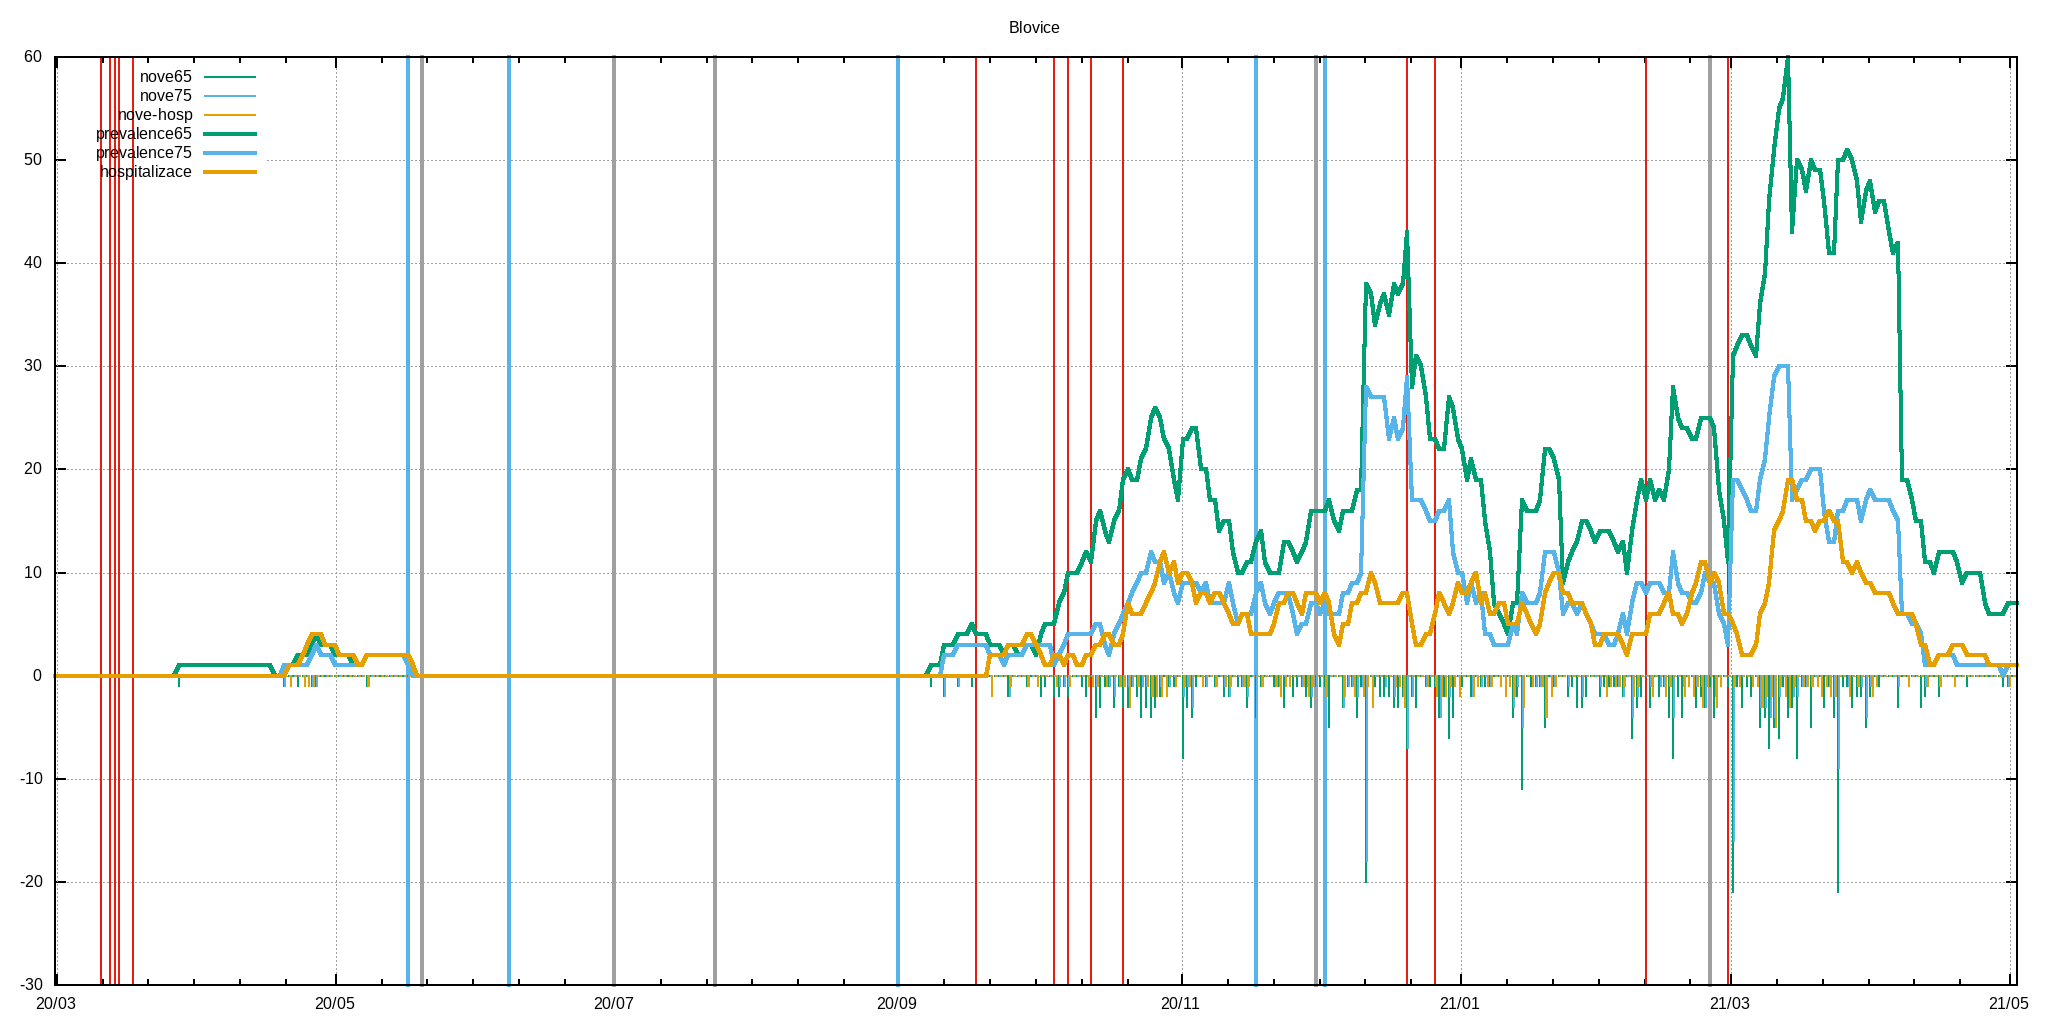 Blovice
60
nove65
nove75
nove-hosp
prevalence65
50
prevalence75
hospitalizace
40
30
20
10
0
-10
-20
-30
20/03 20/05 20/07 20/09 20/11 21/01 21/03 21/05